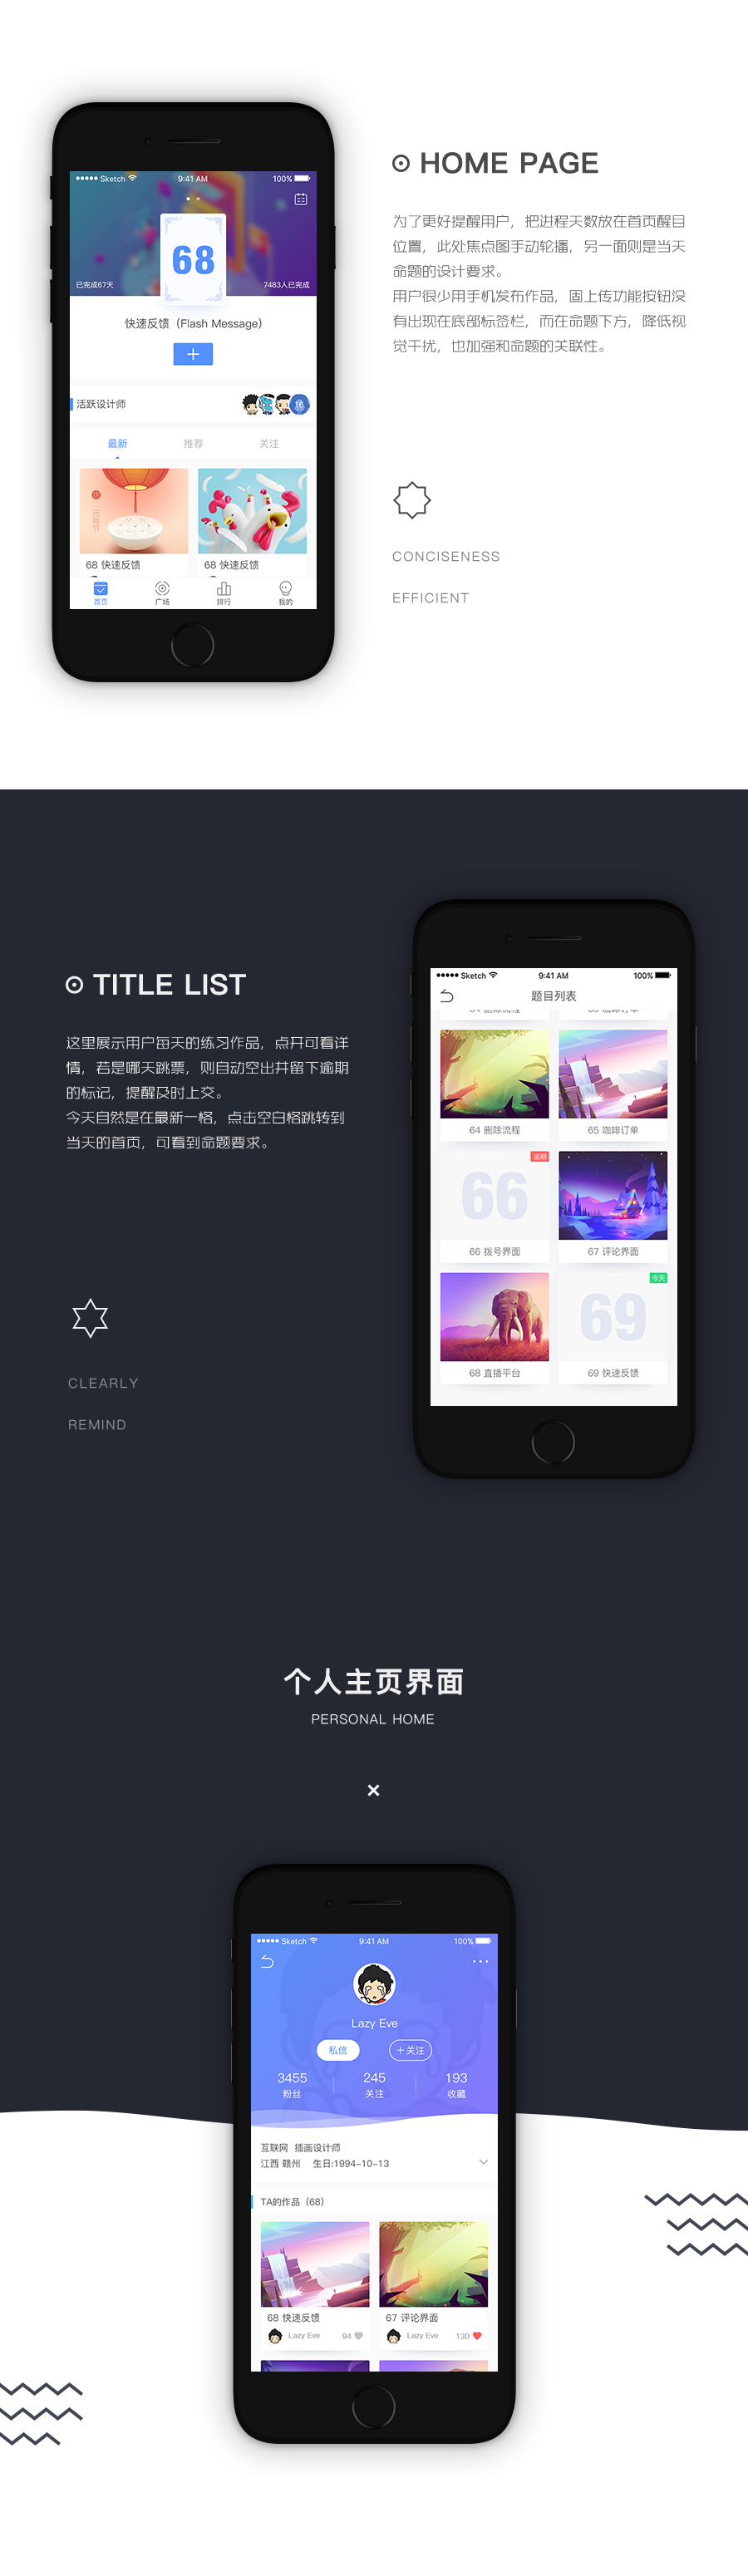 Sketch 9:41 AM 100%
HOME PAGE
68
已完成67天 7483人已完成
快速反馈（Flash Message）
活跃设计师 16
最新 推荐 关注
元宵节
68 快速反馈 68 快速反馈
首页 广场 排行 我的
为了更好提醒用户，把进程天数放在首页醒目
位置，此处焦点图手动轮播，另一面则是当天
命题的设计要求。
用户很少用手机发布作品，固上传功能按钮没
有出现在底部标签栏，而在命题下方，降低视
觉干扰，也加强和命题的关联性。
CONCISENESS
EFFICIENT
TITLE LIST
这里展示用户每天的练习作品，点开可看详
情，若是哪天跳票，则自动空出并留下逾期
的标记，提醒及时上交。
今天自然是在最新一格，点击空白格跳转到
当天的首页，可看到命题要求。
CLEARLY
REMIND
Sketch 9:41 AM 100%
题目列表
64 删除流程 65 咖啡订单
逾期
66
66 拨号界面 67 评论界面
今天
69
68 直播平台 69 快速反馈
个人主页界面
PERSONAL HOME
Sketch 9:41 AM 100%
Lazy Eve
私信 +关注
3455 245 193
粉丝 关注 收藏
互联网 插画设计师
江西 赣州 生日:1994-10-13
TA的作品（68）
68 快速反馈 67 评论界面
Lazy Eve 94 Lazy Eve 130